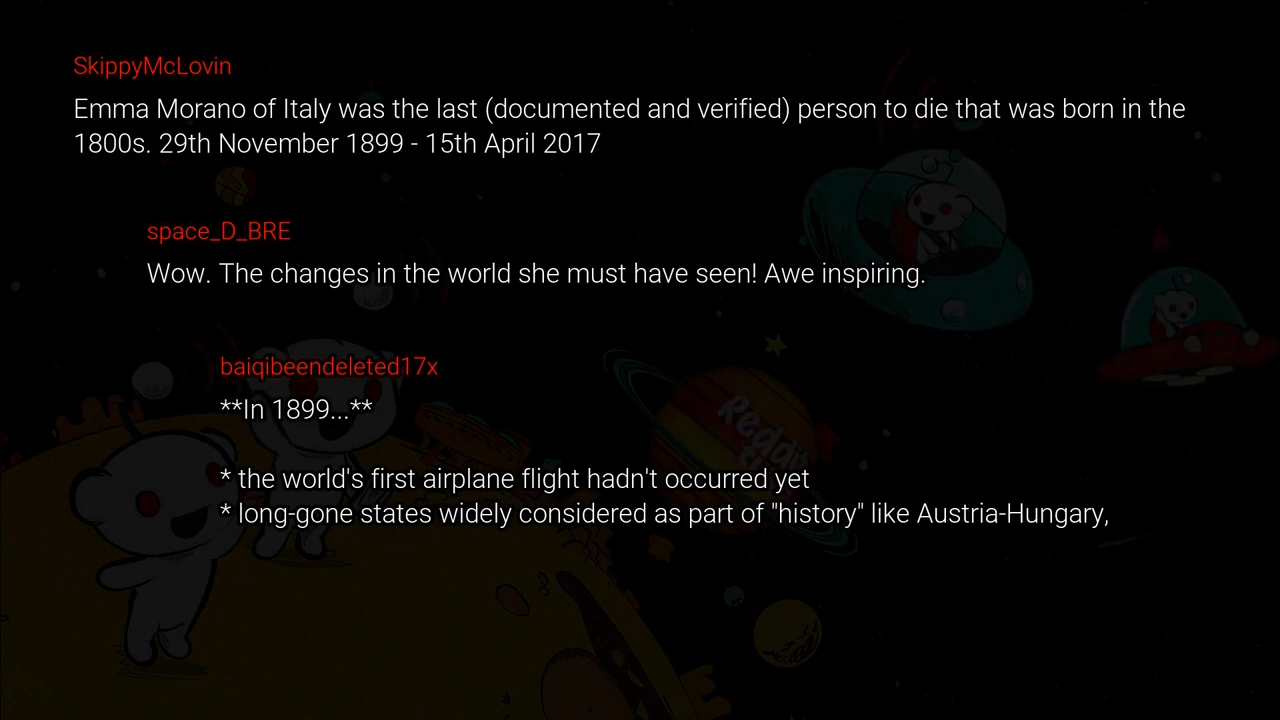 SkippyMcLovin
Emma Morano of Italy was the last (documented and verified) person to die that was born in the
1800s. 29th November 1899 - 15th April 2017
space_D_BRE
Wow. The changes in the world she must have seen! Awe inspiring.
baiqibeendeleted17x
**In 1899...**
* the world's first airplane flight hadn't occurred yet
* long-gone states widely considered as part of "history" like Austria-Hungary,
Reddit